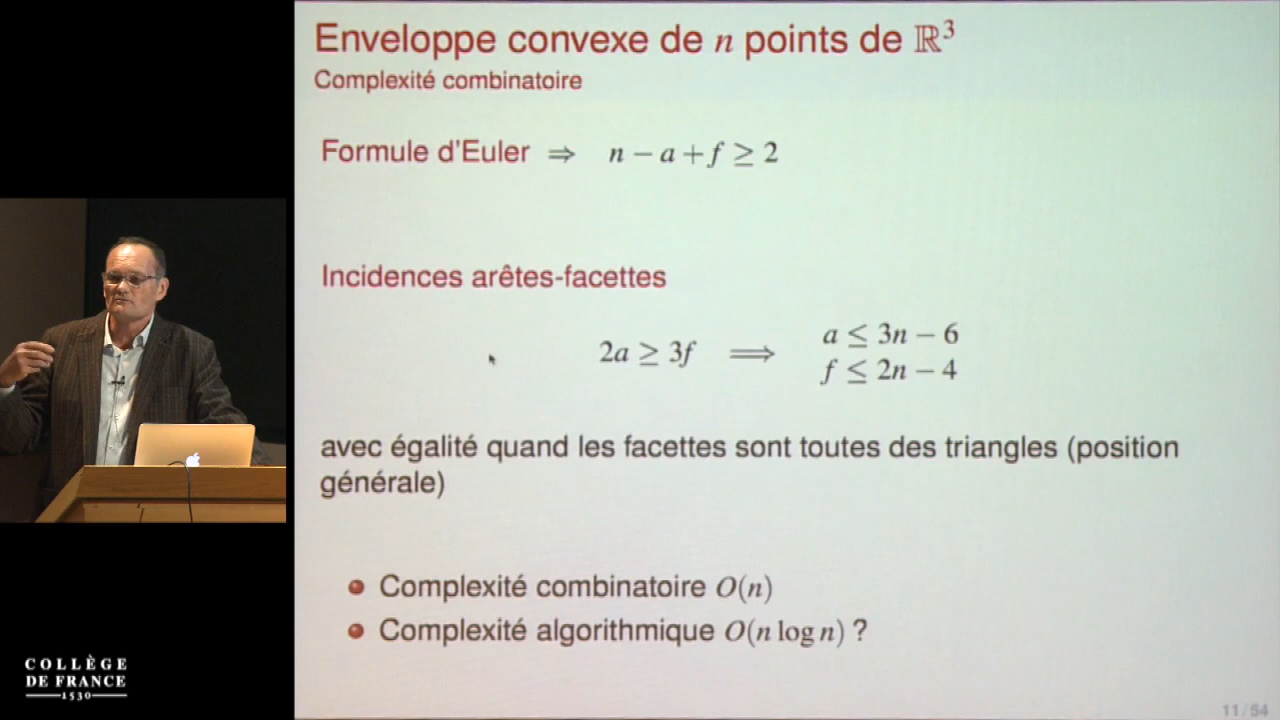 Enveloppe convexe de n points de ℝ³
Complexité combinatoire
Formule d'Euler ⇒ n − a + f ≥ 2
Incidences arêtes-facettes
2a ≥ 3f ⟹ a ≤ 3n − 6
f ≤ 2n − 4
avec égalité quand les facettes sont toutes des triangles (position
générale)
Complexité combinatoire O(n)
Complexité algorithmique O(n log n) ?
COLLÈGE
DE FRANCE
1530
11/54